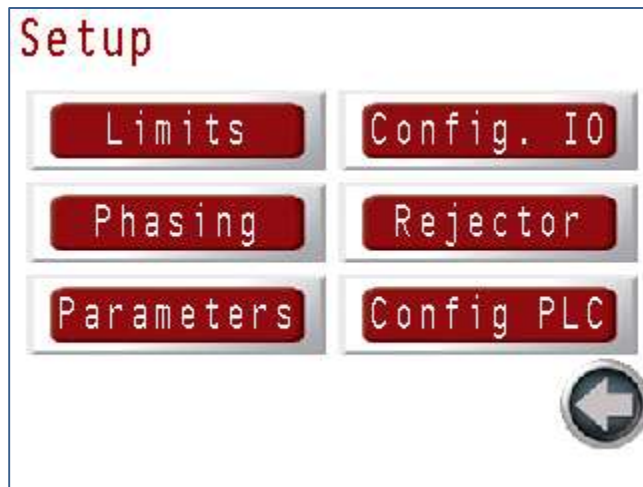 Setup
Limits
Config. IO
Phasing
Rejector
Parameters
Config PLC